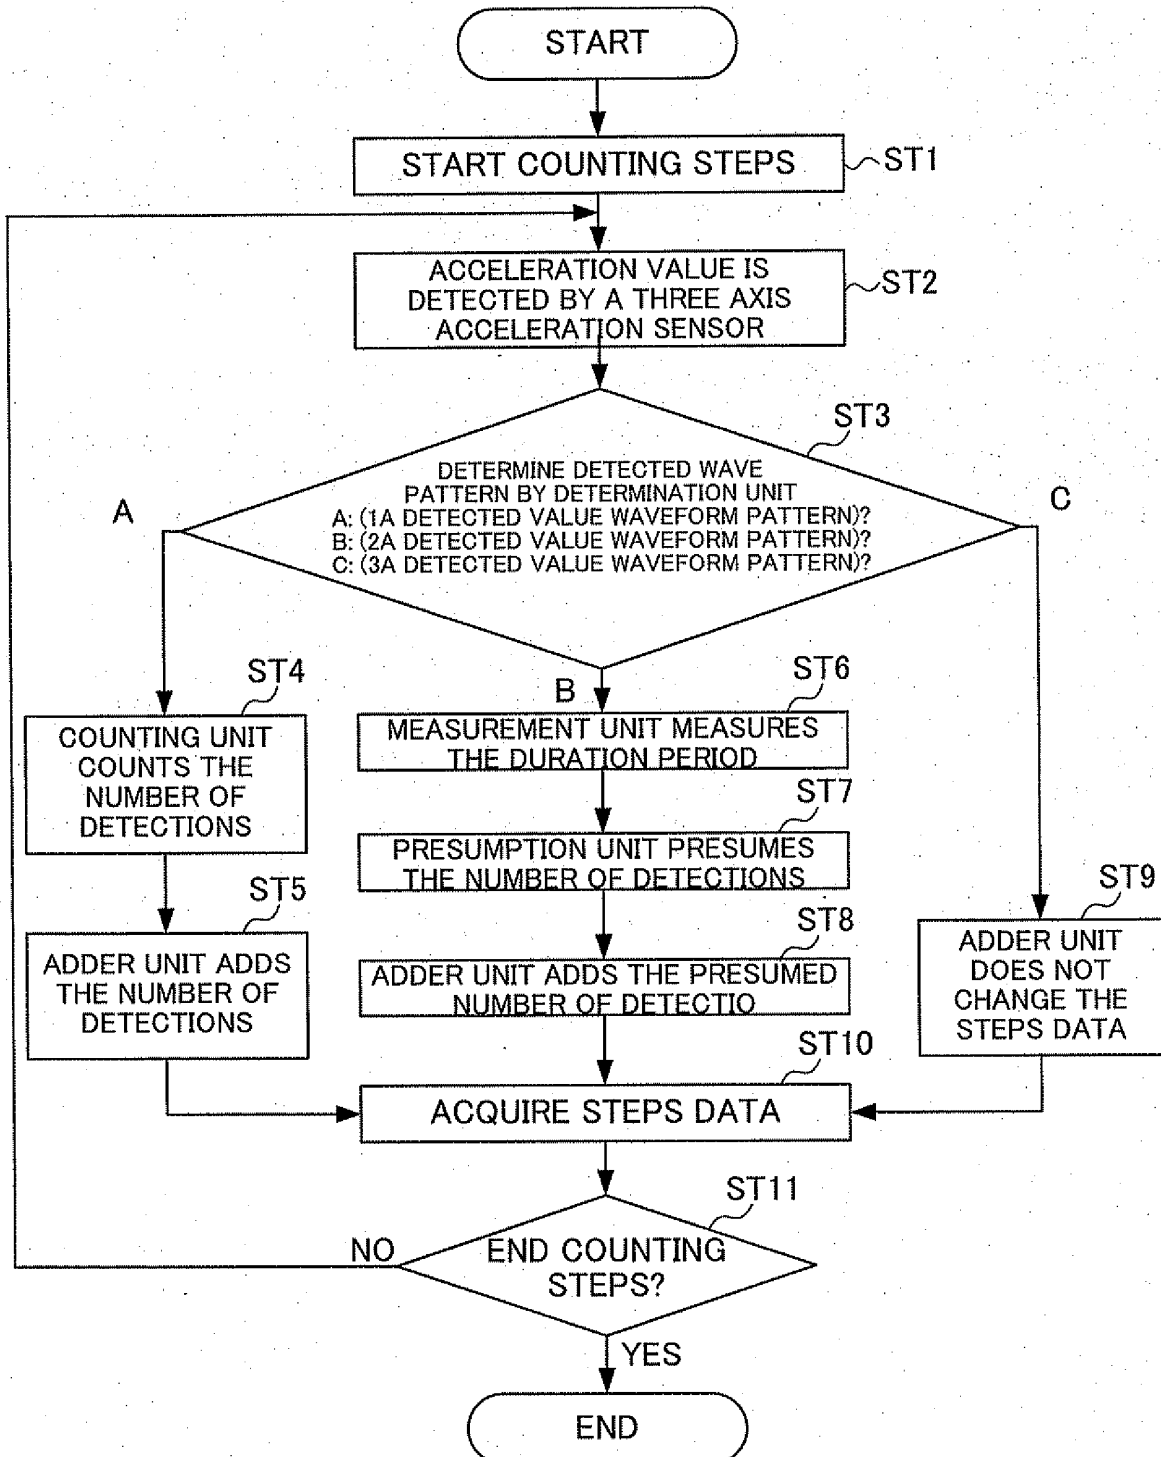 START
START COUNTING STEPS
ST1
ACCELERATION VALUE IS
DETECTED BY A THREE AXIS
ACCELERATION SENSOR
ST2
ST3
DETERMINE DETECTED WAVE
PATTERN BY DETERMINATION UNIT
A: (1A DETECTED VALUE WAVEFORM PATTERN)?
B: (2A DETECTED VALUE WAVEFORM PATTERN)?
C: (3A DETECTED VALUE WAVEFORM PATTERN)?
A
C
B
ST4
COUNTING UNIT
COUNTS THE
NUMBER OF
DETECTIONS
ST5
ADDER UNIT ADDS
THE NUMBER OF
DETECTIONS
ST6
MEASUREMENT UNIT MEASURES
THE DURATION PERIOD
ST7
PRESUMPTION UNIT PRESUMES
THE NUMBER OF DETECTIONS
ST8
ADDER UNIT ADDS THE PRESUMED
NUMBER OF DETECTIO
ST9
ADDER UNIT
DOES NOT
CHANGE THE
STEPS DATA
ST10
ACQUIRE STEPS DATA
ST11
END COUNTING
STEPS?
NO
YES
END